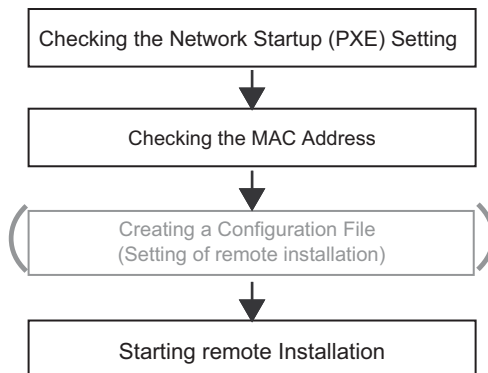 Checking the Network Startup (PXE) Setting
Checking the MAC Address
Creating a Configuration File
(Setting of remote installation)
Starting remote Installation